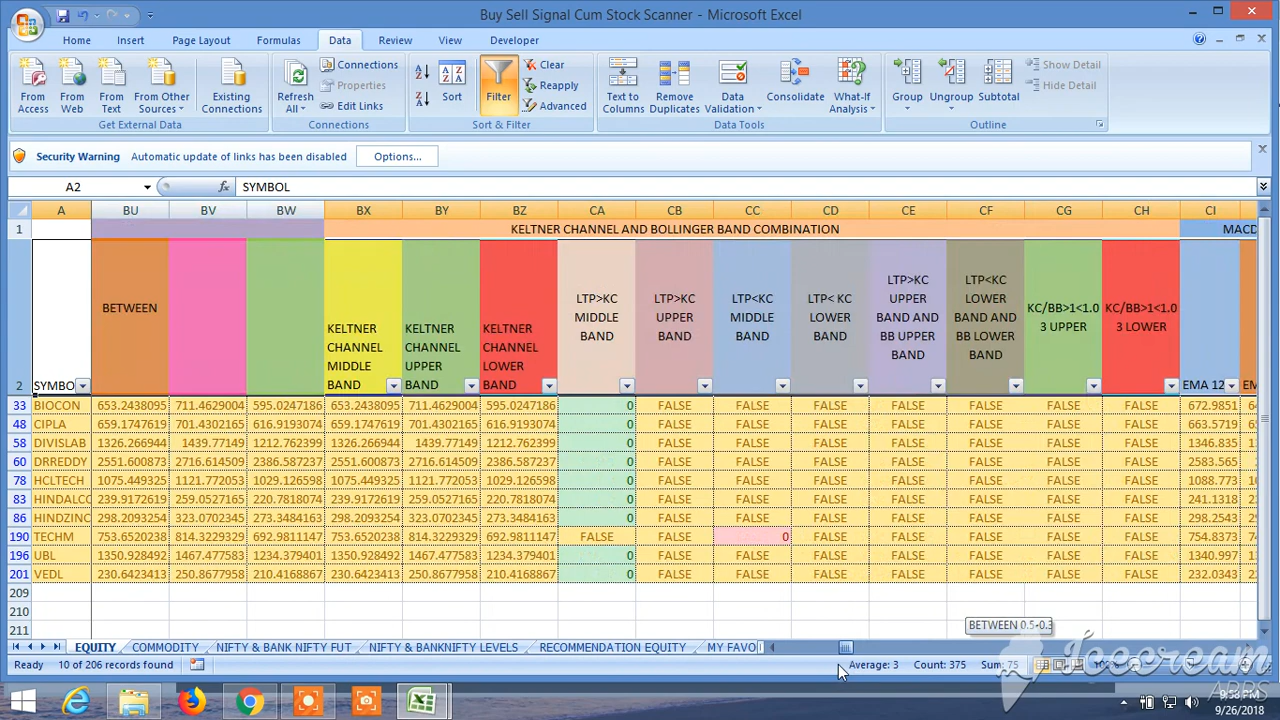 Buy Sell Signal Cum Stock Scanner - Microsoft Excel
Home Insert Page Layout Formulas Data Review View Developer
From Access From Web From Text From Other Sources Existing Connections
Get External Data
Refresh All Connections Properties Edit Links
Connections
Sort Filter Clear Reapply Advanced
Sort & Filter
Text to Columns Remove Duplicates Data Validation Consolidate What-If Analysis
Data Tools
Group Ungroup Subtotal Show Detail Hide Detail
Outline
Security Warning Automatic update of links has been disabled Options...
A2 fx SYMBOL
A BU BV BW BX BY BZ CA CB CC CD CE CF CG CH CI
1 KELTNER CHANNEL AND BOLLINGER BAND COMBINATION MACD
2 SYMBO BETWEEN KELTNER CHANNEL MIDDLE BAND KELTNER CHANNEL UPPER BAND KELTNER CHANNEL LOWER BAND LTP>KC MIDDLE BAND LTP>KC UPPER BAND LTP<KC MIDDLE BAND LTP< KC LOWER BAND LTP>KC UPPER BAND AND BB UPPER BAND LTP<KC LOWER BAND AND BB LOWER BAND KC/BB>1<1.03 UPPER KC/BB>1<1.03 LOWER EMA 12 EM
33 BIOCON 653.2438095 711.4629004 595.0247186 653.2438095 711.4629004 595.0247186 0 FALSE FALSE FALSE FALSE FALSE FALSE FALSE 672.9851
48 CIPLA 659.1747619 701.4302165 616.9193074 659.1747619 701.4302165 616.9193074 0 FALSE FALSE FALSE FALSE FALSE FALSE FALSE 663.5719
58 DIVISLAB 1326.266944 1439.77149 1212.762399 1326.266944 1439.77149 1212.762399 0 FALSE FALSE FALSE FALSE FALSE FALSE FALSE 1346.835
60 DRREDDY 2551.600873 2716.614509 2386.587237 2551.600873 2716.614509 2386.587237 0 FALSE FALSE FALSE FALSE FALSE FALSE FALSE 2583.565
78 HCLTECH 1075.449325 1121.772053 1029.126598 1075.449325 1121.772053 1029.126598 0 FALSE FALSE FALSE FALSE FALSE FALSE FALSE 1088.773
83 HINDALCO 239.9172619 259.0527165 220.7818074 239.9172619 259.0527165 220.7818074 0 FALSE FALSE FALSE FALSE FALSE FALSE FALSE 241.1318
86 HINDZINC 298.2093254 323.0702345 273.3484163 298.2093254 323.0702345 273.3484163 0 FALSE FALSE FALSE FALSE FALSE FALSE FALSE 298.2543
190 TECHM 753.6520238 814.3229329 692.9811147 753.6520238 814.3229329 692.9811147 FALSE FALSE 0 FALSE FALSE FALSE FALSE FALSE 754.8373
196 UBL 1350.928492 1467.477583 1234.379401 1350.928492 1467.477583 1234.379401 0 FALSE FALSE FALSE FALSE FALSE FALSE FALSE 1340.997
201 VEDL 230.6423413 250.8677958 210.4168867 230.6423413 250.8677958 210.4168867 0 FALSE FALSE FALSE FALSE FALSE FALSE FALSE 232.0343
209
210
211
BETWEEN 0.5-0.3
EQUITY COMMODITY NIFTY & BANK NIFTY FUT NIFTY & BANKNIFTY LEVELS RECOMMENDATION EQUITY MY FAVO
Ready 10 of 206 records found Average: 3 Count: 375 Sum: 75
Icecream
APPS
9:58 PM
9/26/2018